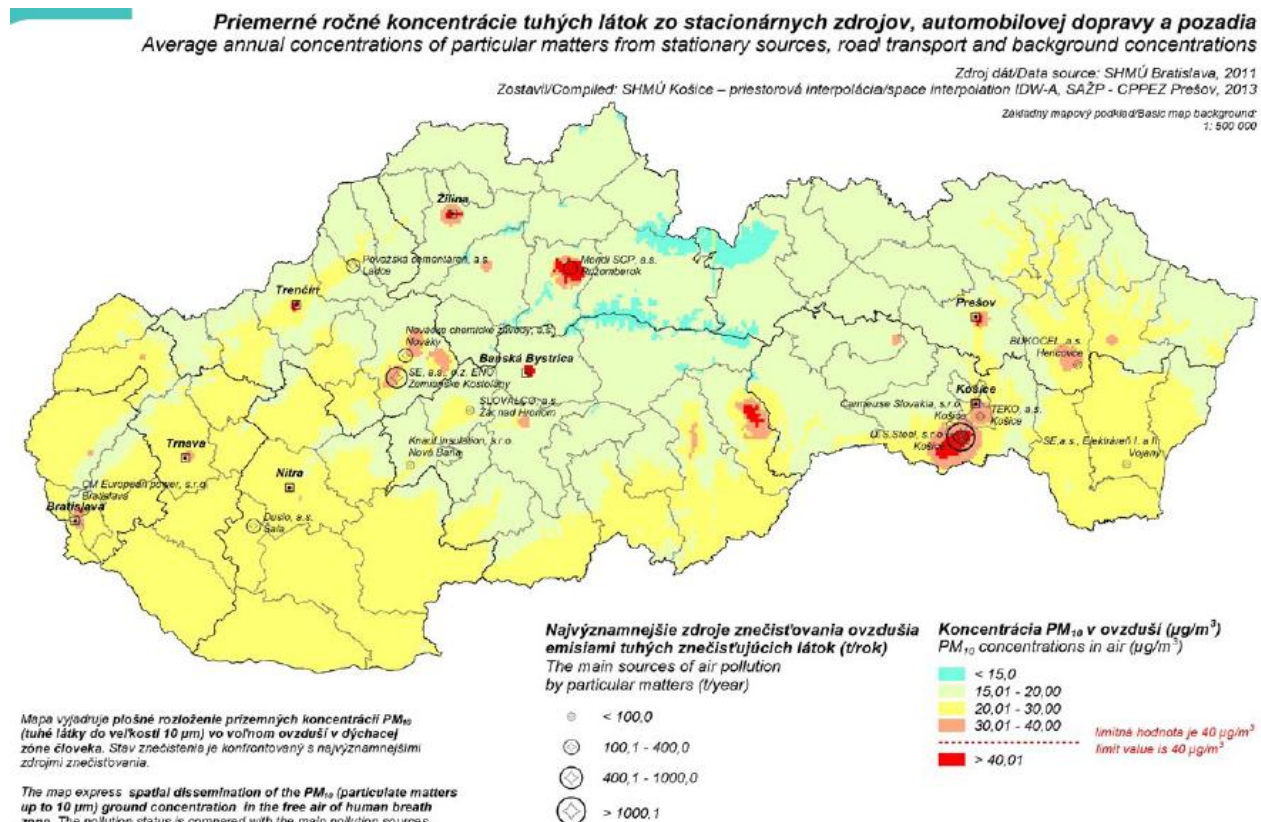 Priemerné ročné koncentrácie tuhých látok zo stacionárnych zdrojov, automobilovej dopravy a pozadia
Average annual concentrations of particular matters from stationary sources, road transport and background concentrations
Zdroj dát/Data source: SHMÚ Bratislava, 2011
Zostavil/Compiled: SHMÚ Košice – priestorová interpolácia/space interpolation IDW-A, SAŽP - CPPEZ Prešov, 2013
Základný mapový podklad/Basic map background:
1: 500 000
Žilina
Považská cementáreň, a.s.
Ladce
Mondi SCP, a.s.
Ružomberok
Trenčín
Prešov
Novácke chemické závody, a.s.
Nováky
BUKOCEL, a.s.
Hencovce
Banská Bystrica
SE, a.s., o.z. ENO
Zemianske Kostoľany
SLOVALCO, a.s.
Žiar nad Hronom
Košice
Carmeuse Slovakia, s.r.o.
Košice
TEKO, a.s.
Košice
U. S. Steel, s.r.o.
Košice
Trnava
Knauf Insulation, s.r.o.
Nová Baňa
SE, a.s., Elektráreň I. a II.
Vojany
Nitra
CM European power, s.r.o.
Bratislava
Bratislava
Duslo, a.s.
Šaľa
Najvýznamnejšie zdroje znečisťovania ovzdušia
emisiami tuhých znečisťujúcich látok (t/rok)
The main sources of air pollution
by particular matters (t/year)
< 100,0
100,1 - 400,0
400,1 - 1000,0
> 1000,1
Koncentrácia PM₁₀ v ovzduší (µg/m³)
PM₁₀ concentrations in air (µg/m³)
< 15,0
15,01 - 20,00
20,01 - 30,00
30,01 - 40,00
limitná hodnota je 40 µg/m³
limit value is 40 µg/m³
> 40,01
Mapa vyjadruje plošné rozloženie prízemných koncentrácií PM₁₀
(tuhé látky do veľkosti 10 µm) vo voľnom ovzduší v dýchacej
zóne človeka. Stav znečistenia je konfrontovaný s najvýznamnejšími
zdrojmi znečisťovania.
The map express spatial dissemination of the PM₁₀ (particulate matters
up to 10 µm) ground concentration in the free air of human breath
zone. The pollution status is compared with the main pollution sources.